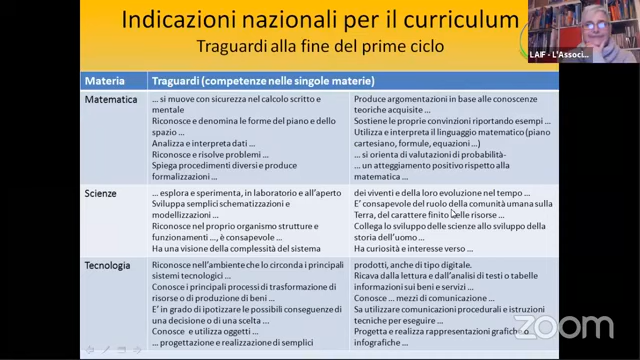 Indicazioni nazionali per il curriculum
Traguardi alla fine del prime ciclo
LAIF - L'Associ...
Materia
Traguardi (competenze nelle singole materie)
Matematica
... si muove con sicurezza nel calcolo scritto e
mentale
Riconosce e denomina le forme del piano e dello
spazio ...
Analizza e interpreta dati ...
Riconosce e risolve problemi ...
Spiega procedimenti diversi e produce
formalizzazioni ...
Produce argomentazioni in base alle conoscenze
teoriche acquisite ...
Sostiene le proprie convinzioni riportando esempi ...
Utilizza e interpreta il linguaggio matematico (piano
cartesiano, formule, equazioni ...)
...si orienta di valutazioni di probabilità-
... un atteggiamento positivo rispetto alla
matematica ...
Scienze
... esplora e sperimenta, in laboratorio e all'aperto
Sviluppa semplici schematizzazioni e
modellizzazioni ...
Riconosce nel proprio organismo strutture e
funzionamenti ..., è consapevole ...
Ha una visione della complessità del sistema
dei viventi e della loro evoluzione nel tempo ...
E' consapevole del ruolo della comunità umana sulla
Terra, del carattere finito delle risorse ...
Collega lo sviluppo delle scienze allo sviluppo della
storia dell'uomo ...
Ha curiosità e interesse verso ...
Tecnologia
Riconosce nell'ambiente che lo circonda i principali
sistemi tecnologici ...
Conosce i principali processi di trasformazione di
risorse o di produzione di beni ...
E' in grado di ipotizzare le possibili conseguenze di
una decisione o di una scelta ...
Conosce e utilizza oggetti ...
... progettazione e realizzazione di semplici
prodotti, anche di tipo digitale.
Ricava dalla lettura e dall'analisi di testi o tabelle
informazioni sui beni e servizi ...
Conosce ... mezzi di comunicazione ...
Sa utilizzare comunicazioni procedurali e istruzioni
tecniche per eseguire ...
Progetta e realizza rappresentazioni grafiche o
infografiche ...
zoom